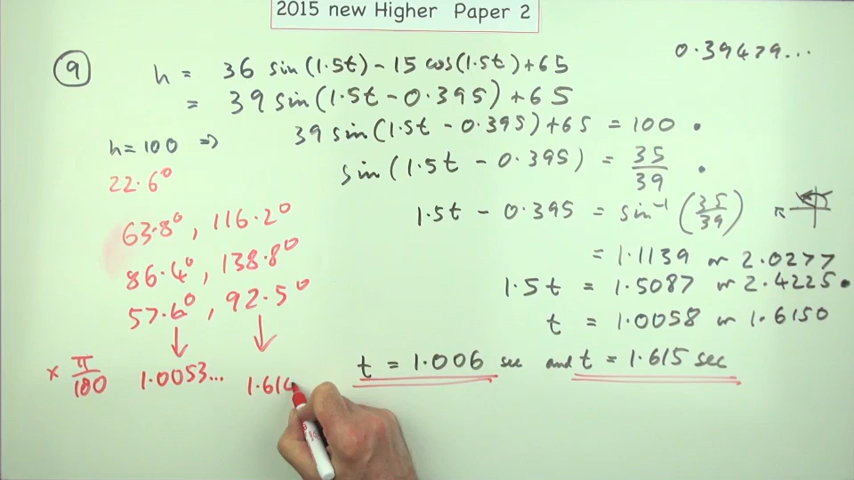 2015 new Higher Paper 2
0.39479...
9 h = 36 sin(1.5t) - 15 cos(1.5t) + 65
= 39 sin(1.5t - 0.395) + 65
h = 100 ⇒ 39 sin(1.5t - 0.395) + 65 = 100 .
22.6°
sin(1.5t - 0.395) = 35/39 .
63.8°, 116.2°
1.5t - 0.395 = sin⁻¹(35/39)
86.4°, 138.8°
= 1.1139 or 2.0277
57.6°, 92.5°
1.5t = 1.5087 or 2.4225 .
t = 1.0058 or 1.6150
× π/180 1.0053... 1.614
t = 1.006 sec and t = 1.615 sec